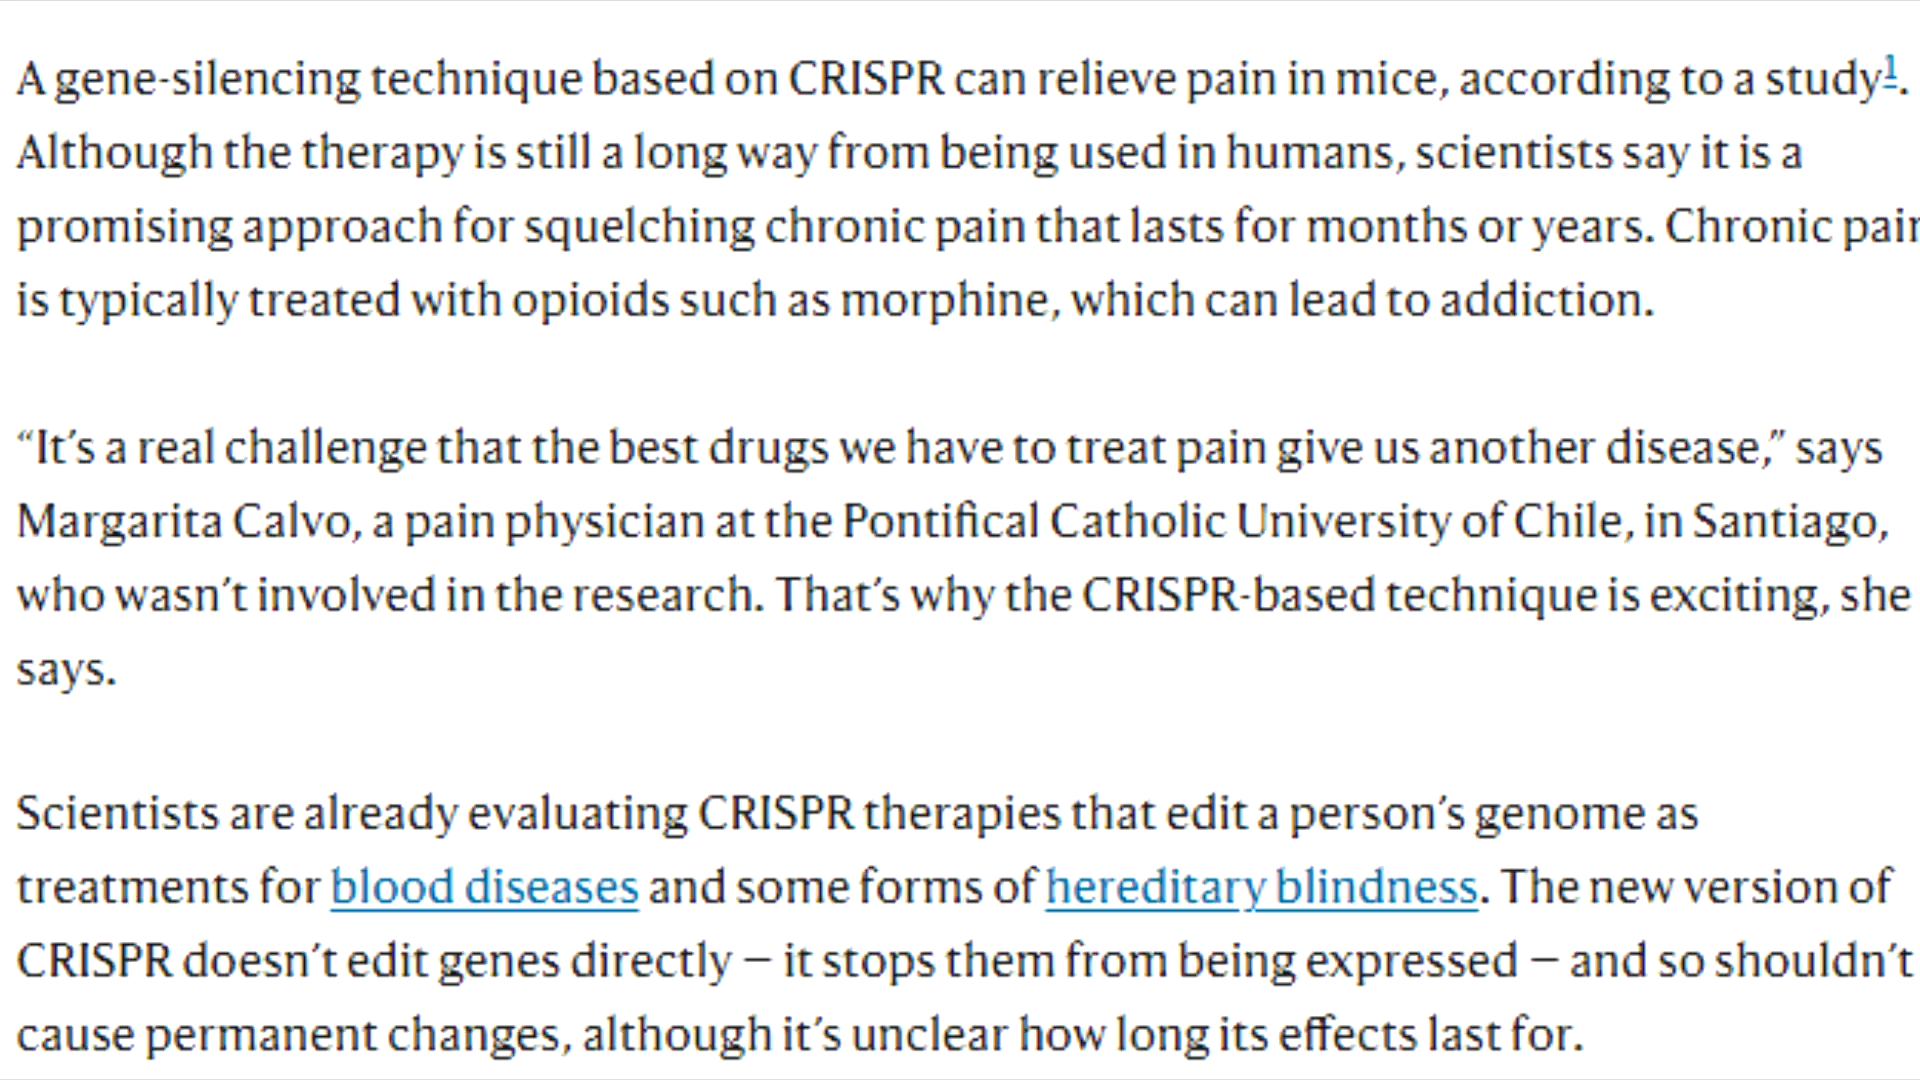 A gene-silencing technique based on CRISPR can relieve pain in mice, according to a study1.
Although the therapy is still a long way from being used in humans, scientists say it is a
promising approach for squelching chronic pain that lasts for months or years. Chronic pain
is typically treated with opioids such as morphine, which can lead to addiction.
“It’s a real challenge that the best drugs we have to treat pain give us another disease,” says
Margarita Calvo, a pain physician at the Pontifical Catholic University of Chile, in Santiago,
who wasn’t involved in the research. That’s why the CRISPR-based technique is exciting, she
says.
Scientists are already evaluating CRISPR therapies that edit a person’s genome as
treatments for blood diseases and some forms of hereditary blindness. The new version of
CRISPR doesn’t edit genes directly — it stops them from being expressed — and so shouldn’t
cause permanent changes, although it’s unclear how long its effects last for.